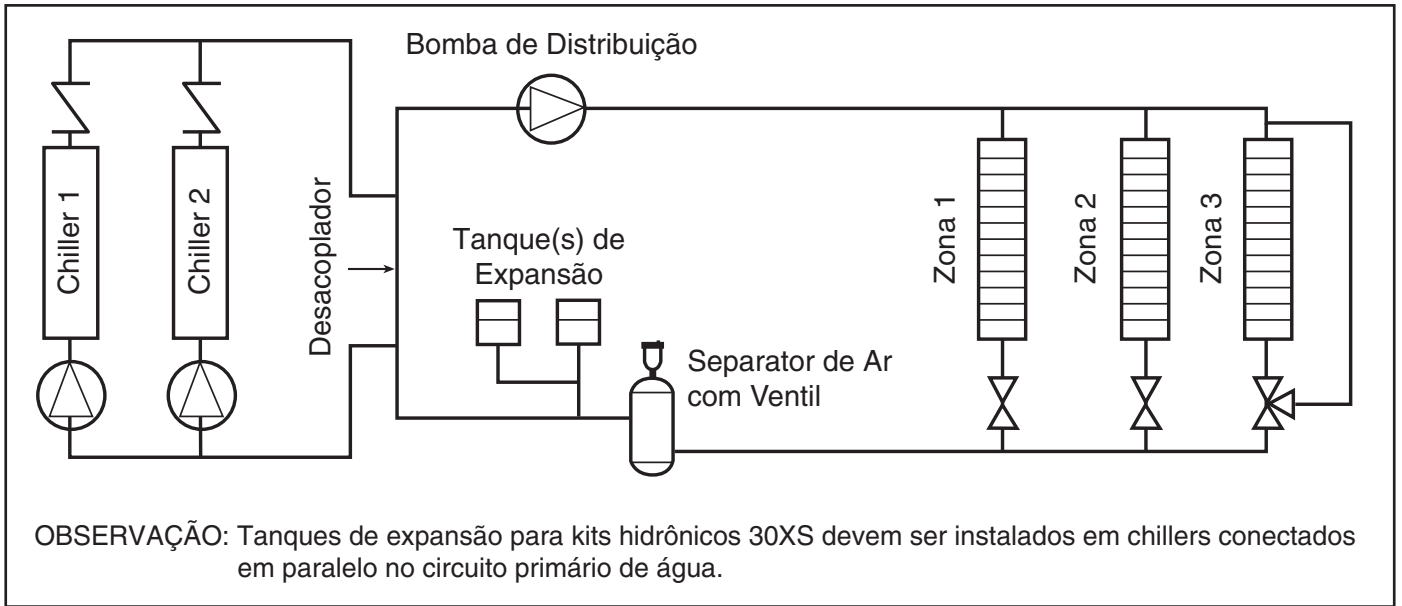 Bomba de Distribuição
Chiller 1
Chiller 2
Desacoplador
Tanque(s) de
Expansão
Separator de Ar
com Ventil
Zona 1
Zona 2
Zona 3
OBSERVAÇÃO: Tanques de expansão para kits hidrônicos 30XS devem ser instalados em chillers conectados
em paralelo no circuito primário de água.